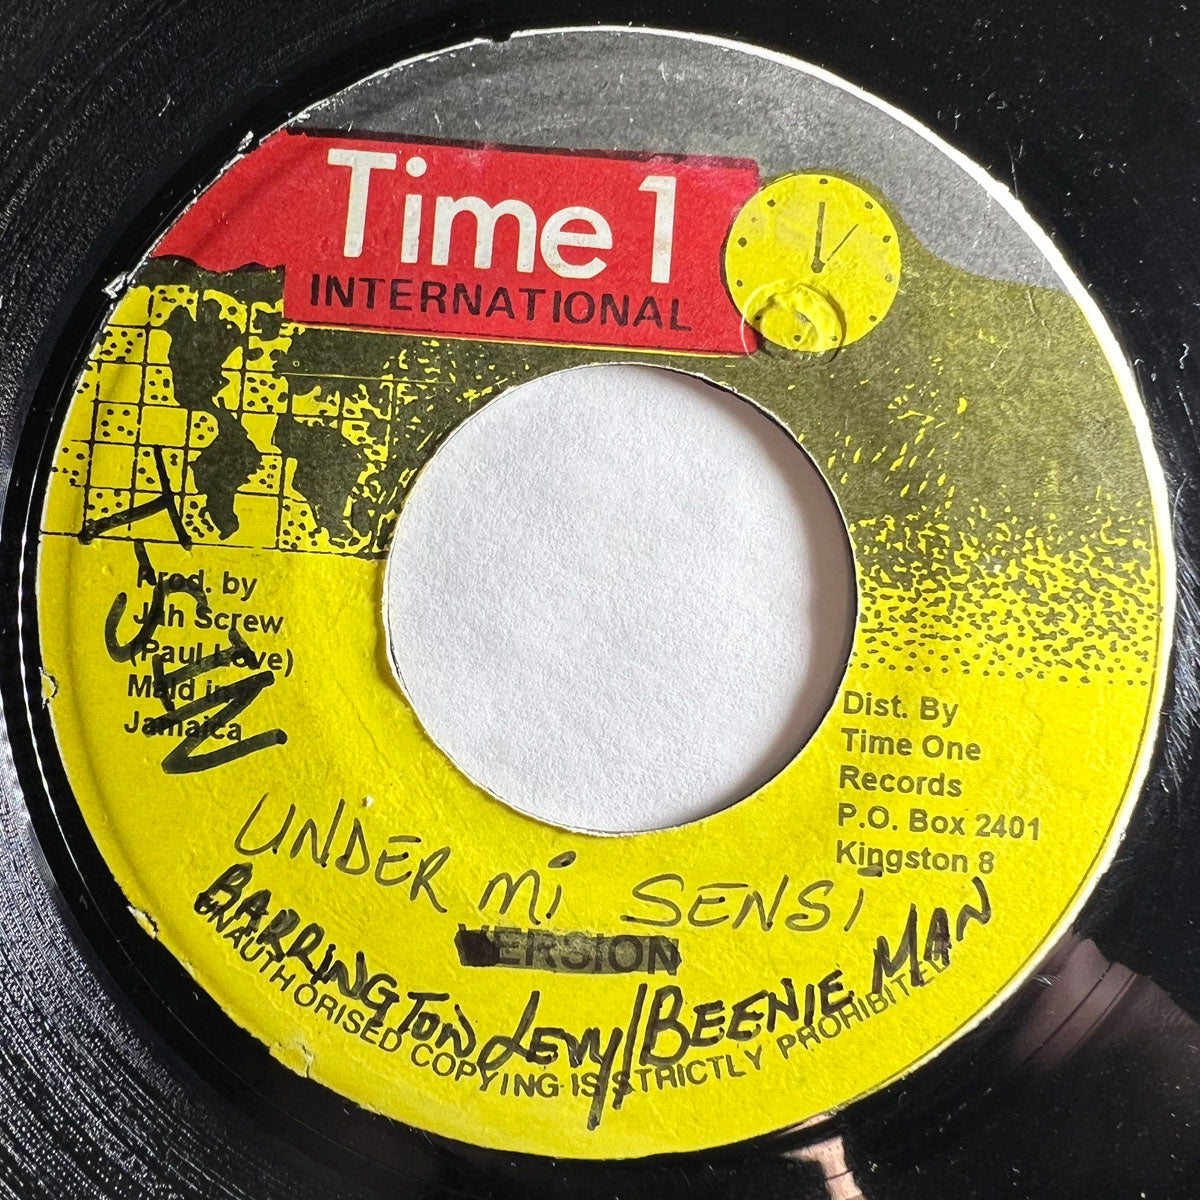 Time 1
INTERNATIONAL
Prod. by
Jah Screw
(Paul Love)
Maid in
Jamaica
Dist. By
Time One
Records
P.O. Box 2401
Kingston 8
UNDER Mi SENSi
VERSION
BARRINGTON Levy/BEENIE MAN
UNAUTHORISED COPYING IS STRICTLY PROHIBITED